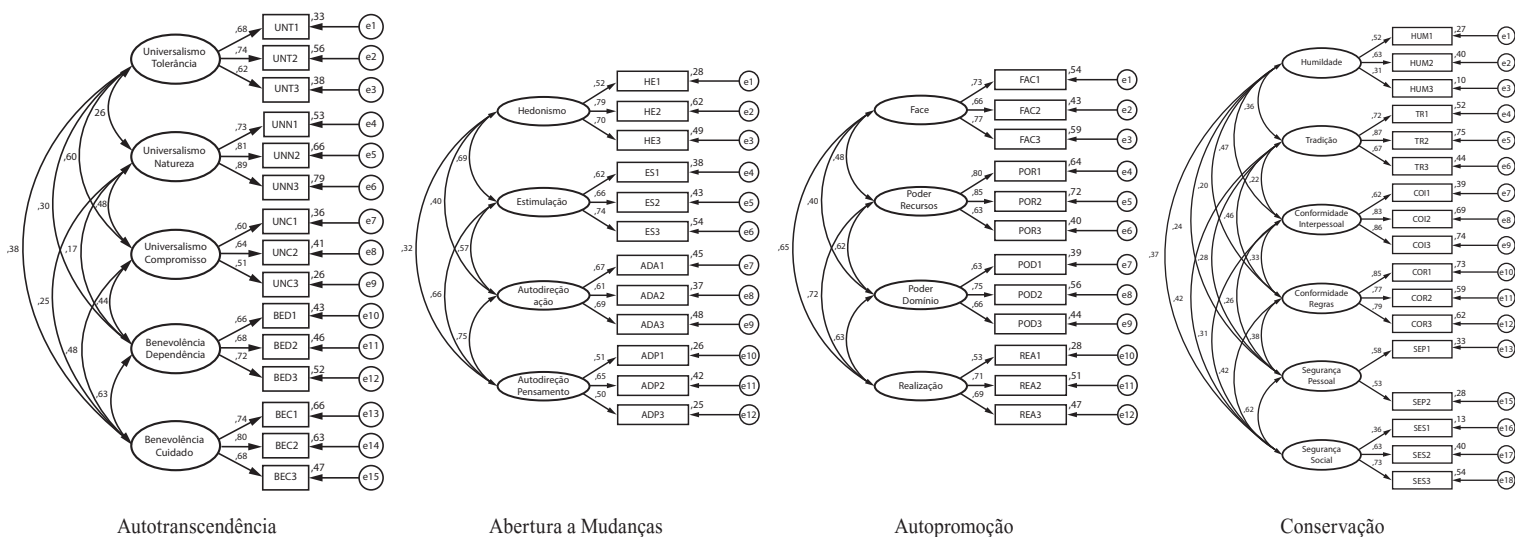 ,33
UNT1
e1
,68
Universalismo
Tolerância
,74
,56
UNT2
e2
,62
,38
UNT3
e3
,26
,53
UNN1
e4
,73
Universalismo
Natureza
,81
,66
UNN2
e5
,89
,79
UNN3
e6
,60
,48
,30
,38
,17
,36
UNC1
e7
,60
Universalismo
Compromisso
,64
,41
UNC2
e8
,51
,26
UNC3
e9
,25
,44
,48
,43
BED1
e10
,66
Benevolência
Dependência
,68
,46
BED2
e11
,72
,52
BED3
e12
,63
,66
BEC1
e13
,74
Benevolência
Cuidado
,80
,63
BEC2
e14
,68
,47
BEC3
e15
Autotranscendência
,28
HE1
e1
,52
Hedonismo
,79
,62
HE2
e2
,70
,49
HE3
e3
,69
,38
ES1
e4
,62
Estimulação
,66
,43
ES2
e5
,74
,54
ES3
e6
,40
,32
,57
,45
ADA1
e7
,67
Autodireção
ação
,61
,37
ADA2
e8
,69
,48
ADA3
e9
,66
,75
,26
ADP1
e10
,51
Autodireção
Pensamento
,65
,42
ADP2
e11
,50
,25
ADP3
e12
Abertura a Mudanças
,54
FAC1
e1
,73
Face
,66
,43
FAC2
e2
,77
,59
FAC3
e3
,48
,64
POR1
e4
,80
Poder
Recursos
,85
,72
POR2
e5
,63
,40
POR3
e6
,40
,65
,62
,39
POD1
e7
,63
Poder
Domínio
,75
,56
POD2
e8
,66
,44
POD3
e9
,72
,63
,28
REA1
e10
,53
Realização
,71
,51
REA2
e11
,69
,47
REA3
e12
Autopromoção
,27
HUM1
e1
,52
Humildade
,63
,40
HUM2
e2
,31
,10
HUM3
e3
,36
,52
TR1
e4
,72
Tradição
,87
,75
TR2
e5
,67
,44
TR3
e6
,47
,22
,20
,39
COI1
e7
,62
Conformidade
Interpessoal
,83
,69
COI2
e8
,86
,74
COI3
e9
,46
,24
,37
,28
,33
,73
COR1
e10
,85
Conformidade
Regras
,77
,59
COR2
e11
,79
,62
COR3
e12
,26
,42
,31
,38
,33
SEP1
e13
,58
Segurança
Pessoal
,53
,28
SEP2
e15
,42
,62
,13
SES1
e16
,36
Segurança
Social
,63
,40
SES2
e17
,73
,54
SES3
e18
Conservação